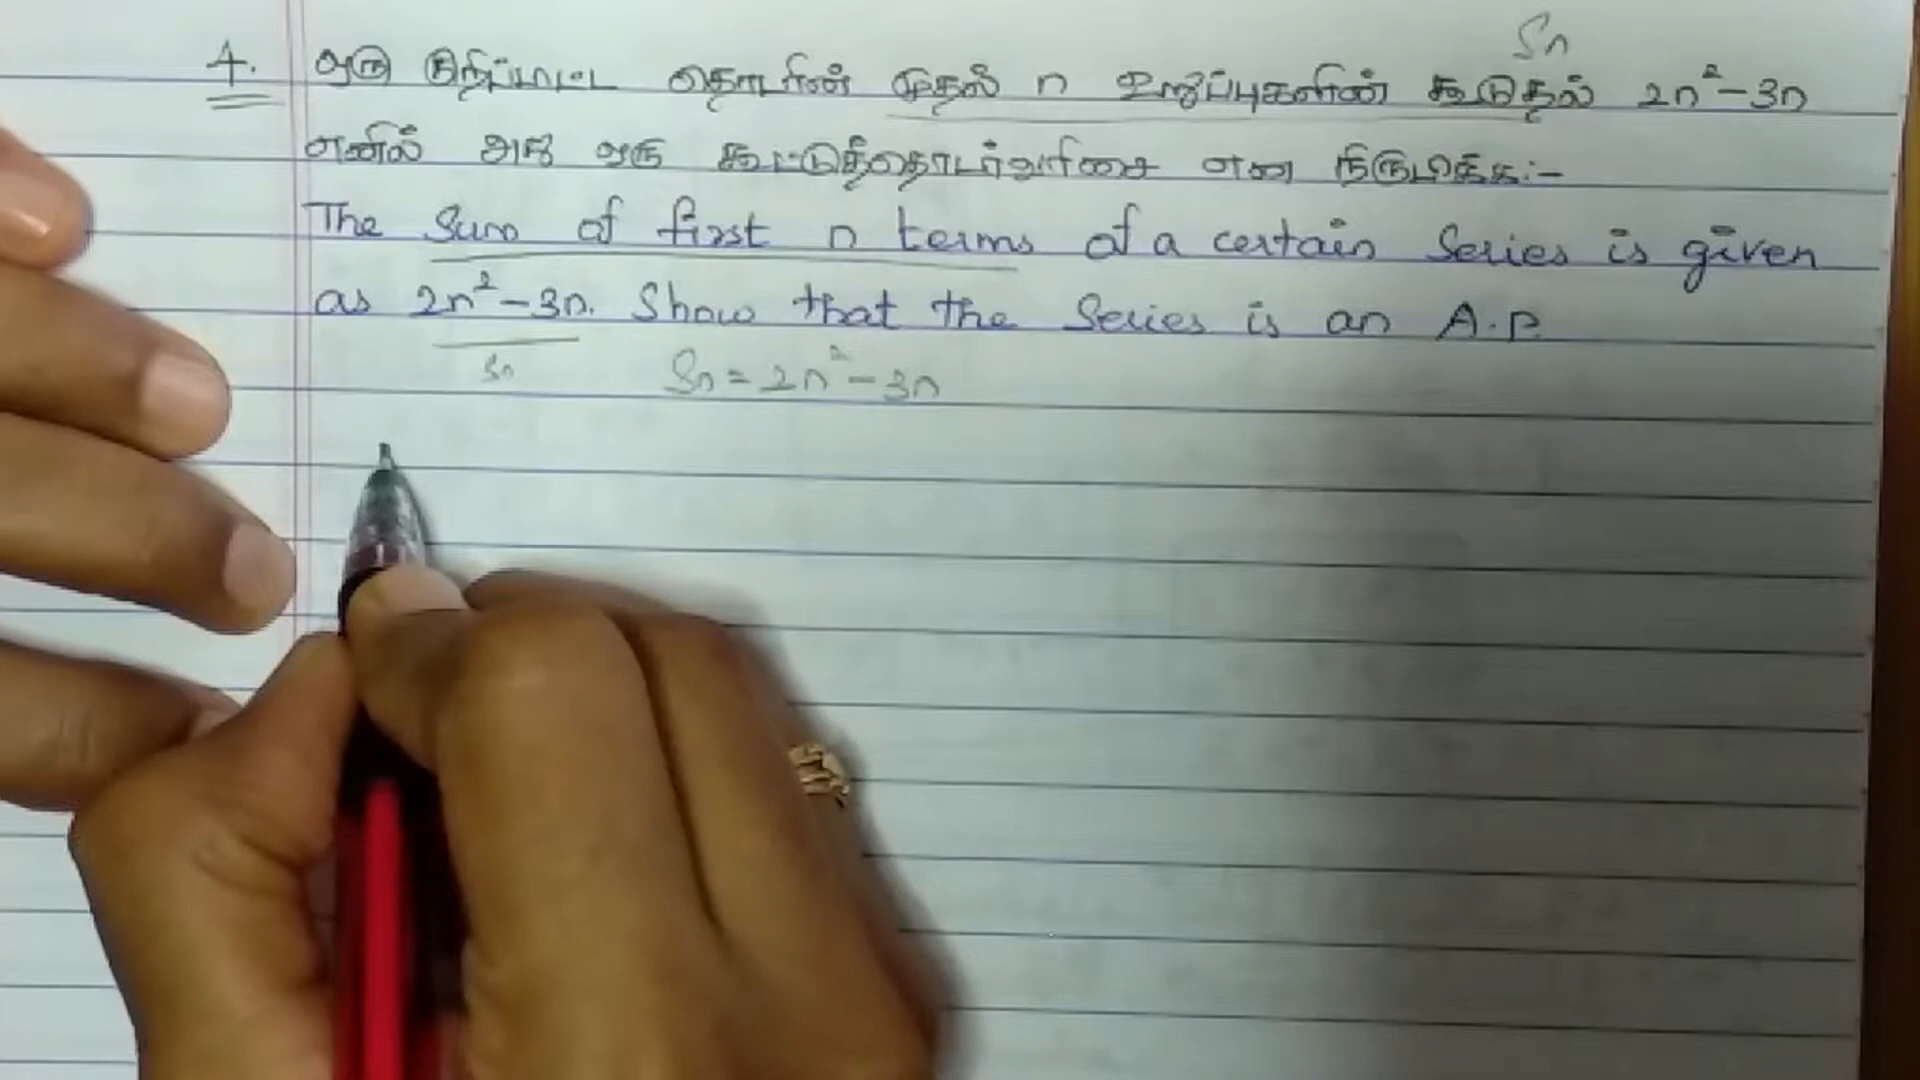 Sn
4. ஒரு குறிப்பிட்ட தொடரின் முதல் n உறுப்புகளின் கூடுதல் 2n²-3n
எனில் அது ஒரு கூட்டுத்தொடர்வரிசை என நிருபிக்க:-
The Sum of first n terms of a certain Series is given
as 2n²-3n. Show that the Series is an A.P.
Sn Sn = 2n²-3n